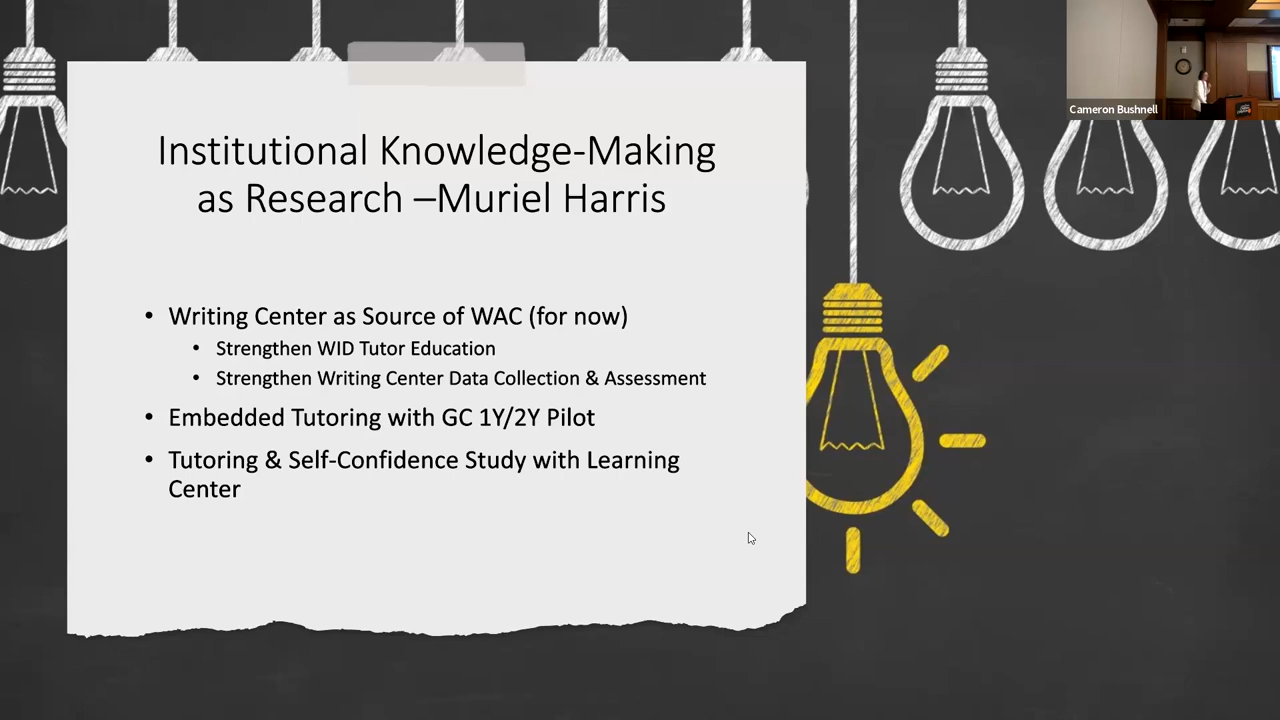 Institutional Knowledge-Making
as Research –Muriel Harris
• Writing Center as Source of WAC (for now)
• Strengthen WID Tutor Education
• Strengthen Writing Center Data Collection & Assessment
• Embedded Tutoring with GC 1Y/2Y Pilot
• Tutoring & Self-Confidence Study with Learning
Center
Cameron Bushnell